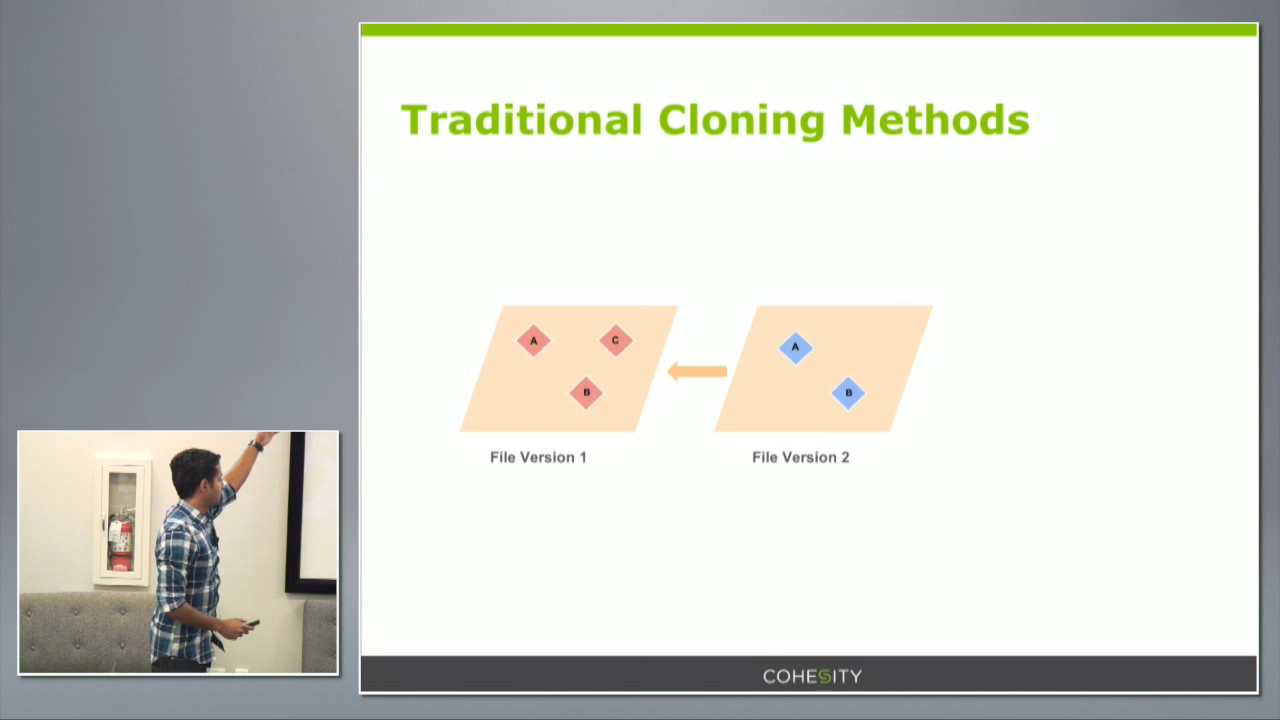 Traditional Cloning Methods
A
C
B
A
B
File Version 1
File Version 2
COHESITY